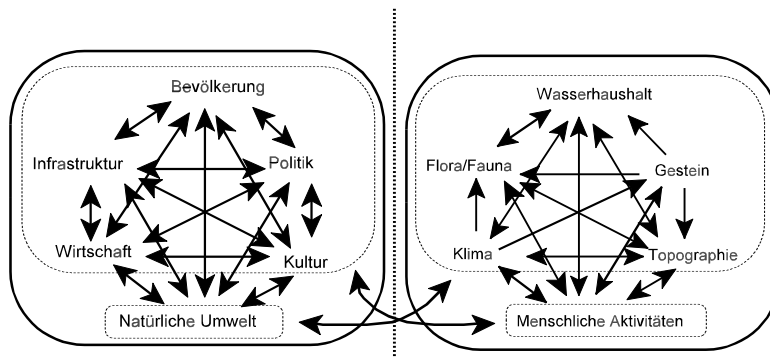 Bevölkerung
Infrastruktur
Politik
Wirtschaft
Kultur
Natürliche Umwelt
Wasserhaushalt
Flora/Fauna
Gestein
Klima
Topographie
Menschliche Aktivitäten